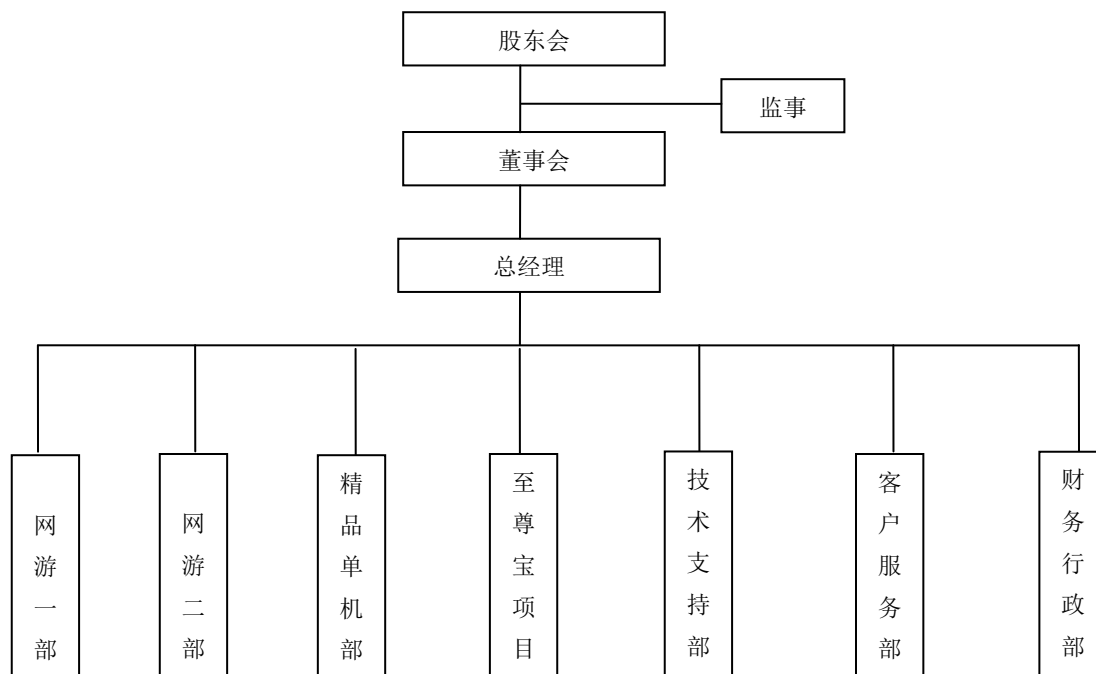 股东会
监事
董事会
总经理
网游一部
网游二部
精品单机部
至尊宝项目
技术支持部
客户服务部
财务行政部